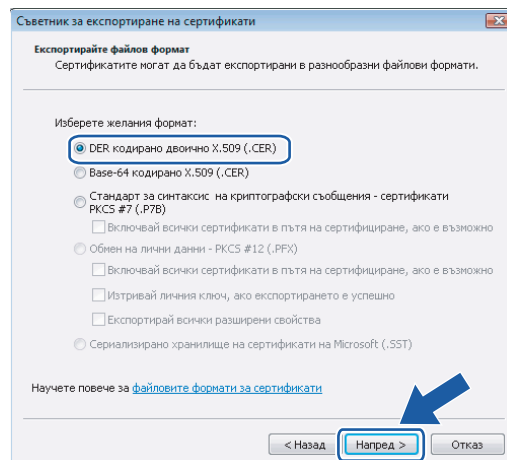 Съветник за експортиране на сертификати
Експортирайте файлов формат
Сертификатите могат да бъдат експортирани в разнообразни файлови формати.
Изберете желания формат:
DER кодирано двоично X.509 (.CER)
Base-64 кодирано X.509 (.CER)
Стандарт за синтаксис на криптографски съобщения - сертификати
PKCS #7 (.P7B)
Включвай всички сертификати в пътя на сертифициране, ако е възможно
Обмен на лични данни - PKCS #12 (.PFX)
Включвай всички сертификати в пътя на сертифициране, ако е възможно
Изтривай личния ключ, ако експортирането е успешно
Експортирай всички разширени свойства
Сериализирано хранилище на сертификати на Microsoft (.SST)
Научете повече за файловите формати за сертификати
< Назад Напред > Отказ